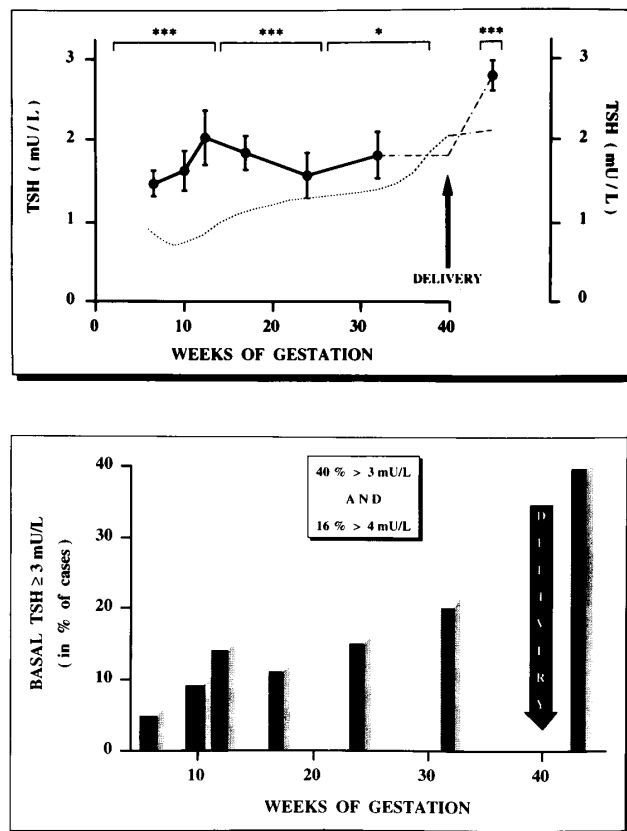 *** *** * ***
3 3
TSH ( mU / L )
2 2
TSH ( mU / L )
1 1
DELIVERY
0 0
0 10 20 30 40
WEEKS OF GESTATION
40
40 % > 3 mU/L
A N D
16 % > 4 mU/L
30
BASAL TSH ≥ 3 mU/L
( in % of cases )
20
DELIVERY
10
0
10 20 30 40
WEEKS OF GESTATION